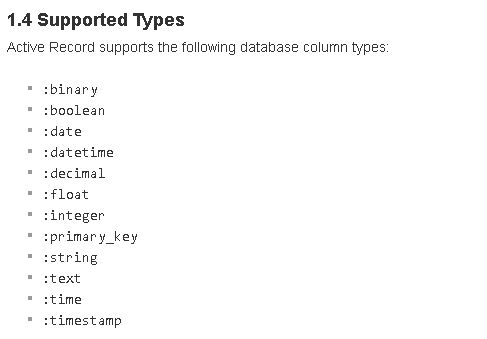 1.4 Supported Types
Active Record supports the following database column types:
:binary
:boolean
:date
:datetime
:decimal
:float
:integer
:primary_key
:string
:text
:time
:timestamp